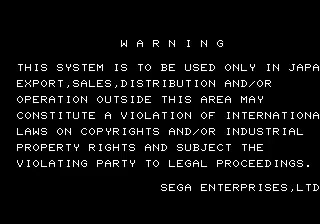 WARNING
THIS SYSTEM IS TO BE USED ONLY IN JAPA
EXPORT,SALES,DISTRIBUTION AND/OR
OPERATION OUTSIDE THIS AREA MAY
CONSTITUTE A VIOLATION OF INTERNATIONA
LAWS ON COPYRIGHTS AND/OR INDUSTRIAL
PROPERTY RIGHTS AND SUBJECT THE
VIOLATING PARTY TO LEGAL PROCEEDINGS.
SEGA ENTERPRISES,LTD